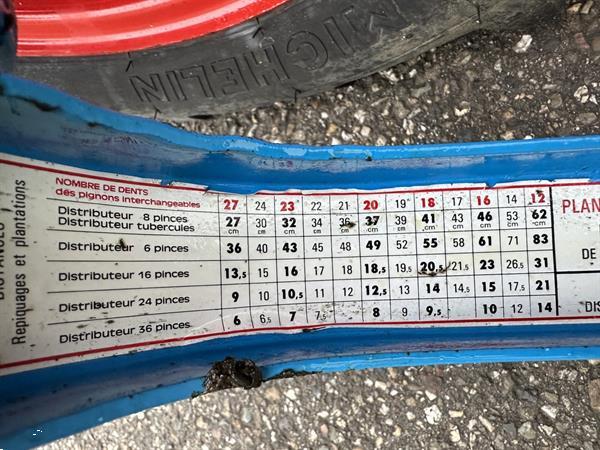 MICHELIN
Repiquages et plantations
NOMBRE DE DENTS
des pignons interchangeables 27 24 23 22 21 20 19 18 17 16 14 12
Distributeur 8 pinces
Distributeur tubercules 27 30 32 34 36 37 39 41 43 46 53 62
cm cm cm cm cm cm
Distributeur 6 pinces 36 40 43 45 48 49 52 55 58 61 71 83
Distributeur 16 pinces 13,5 15 16 17 18 18,5 19,5 20,5 21,5 23 26,5 31
Distributeur 24 pinces 9 10 10,5 11 12 12,5 13 14 14,5 15 17,5 21
Distributeur 36 pinces 6 6,5 7 7,5 8 9 9,5 10 12 14
PLAN
DE
DIS